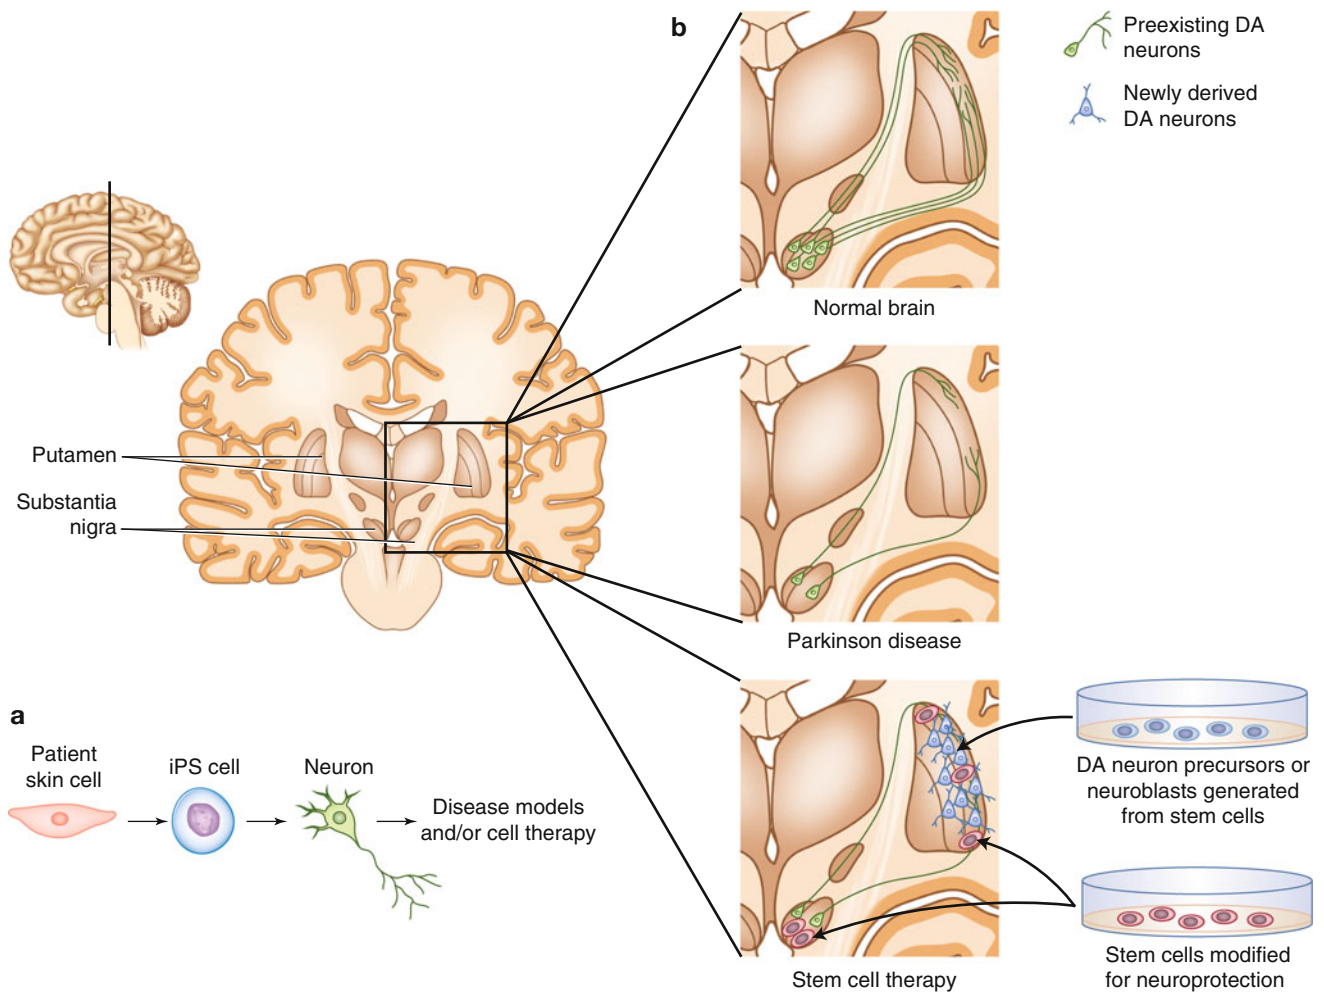 b
Preexisting DA
neurons
Newly derived
DA neurons
Normal brain
Putamen
Substantia
nigra
Parkinson disease
a
Patient
skin cell
iPS cell
Neuron
Disease models
and/or cell therapy
DA neuron precursors or
neuroblasts generated
from stem cells
Stem cells modified
for neuroprotection
Stem cell therapy